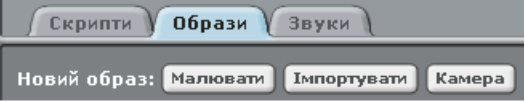 Скрипти Образи Звуки
Новий образ: Малювати Імпортувати Камера